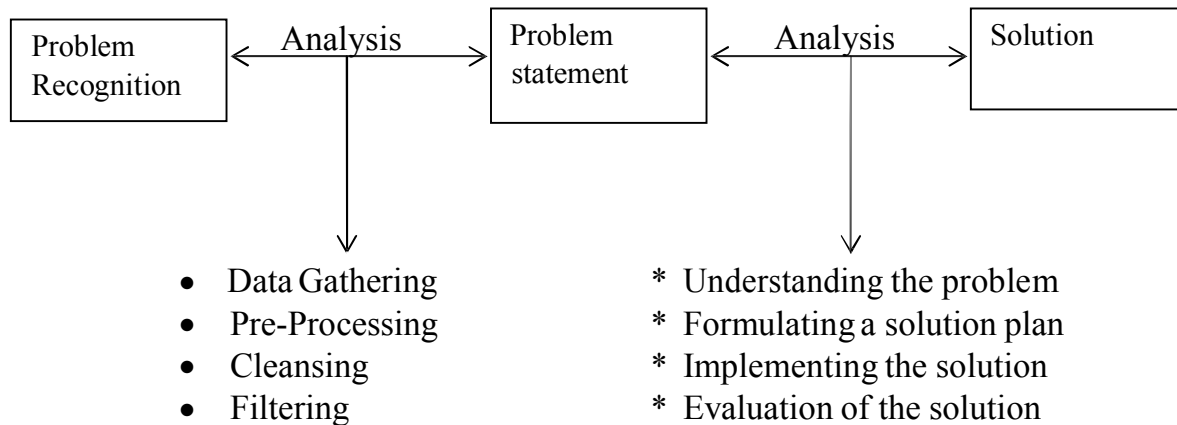 Problem
Recognition
Analysis
Problem
statement
Analysis
Solution
• Data Gathering
• Pre-Processing
• Cleansing
• Filtering
* Understanding the problem
* Formulating a solution plan
* Implementing the solution
* Evaluation of the solution